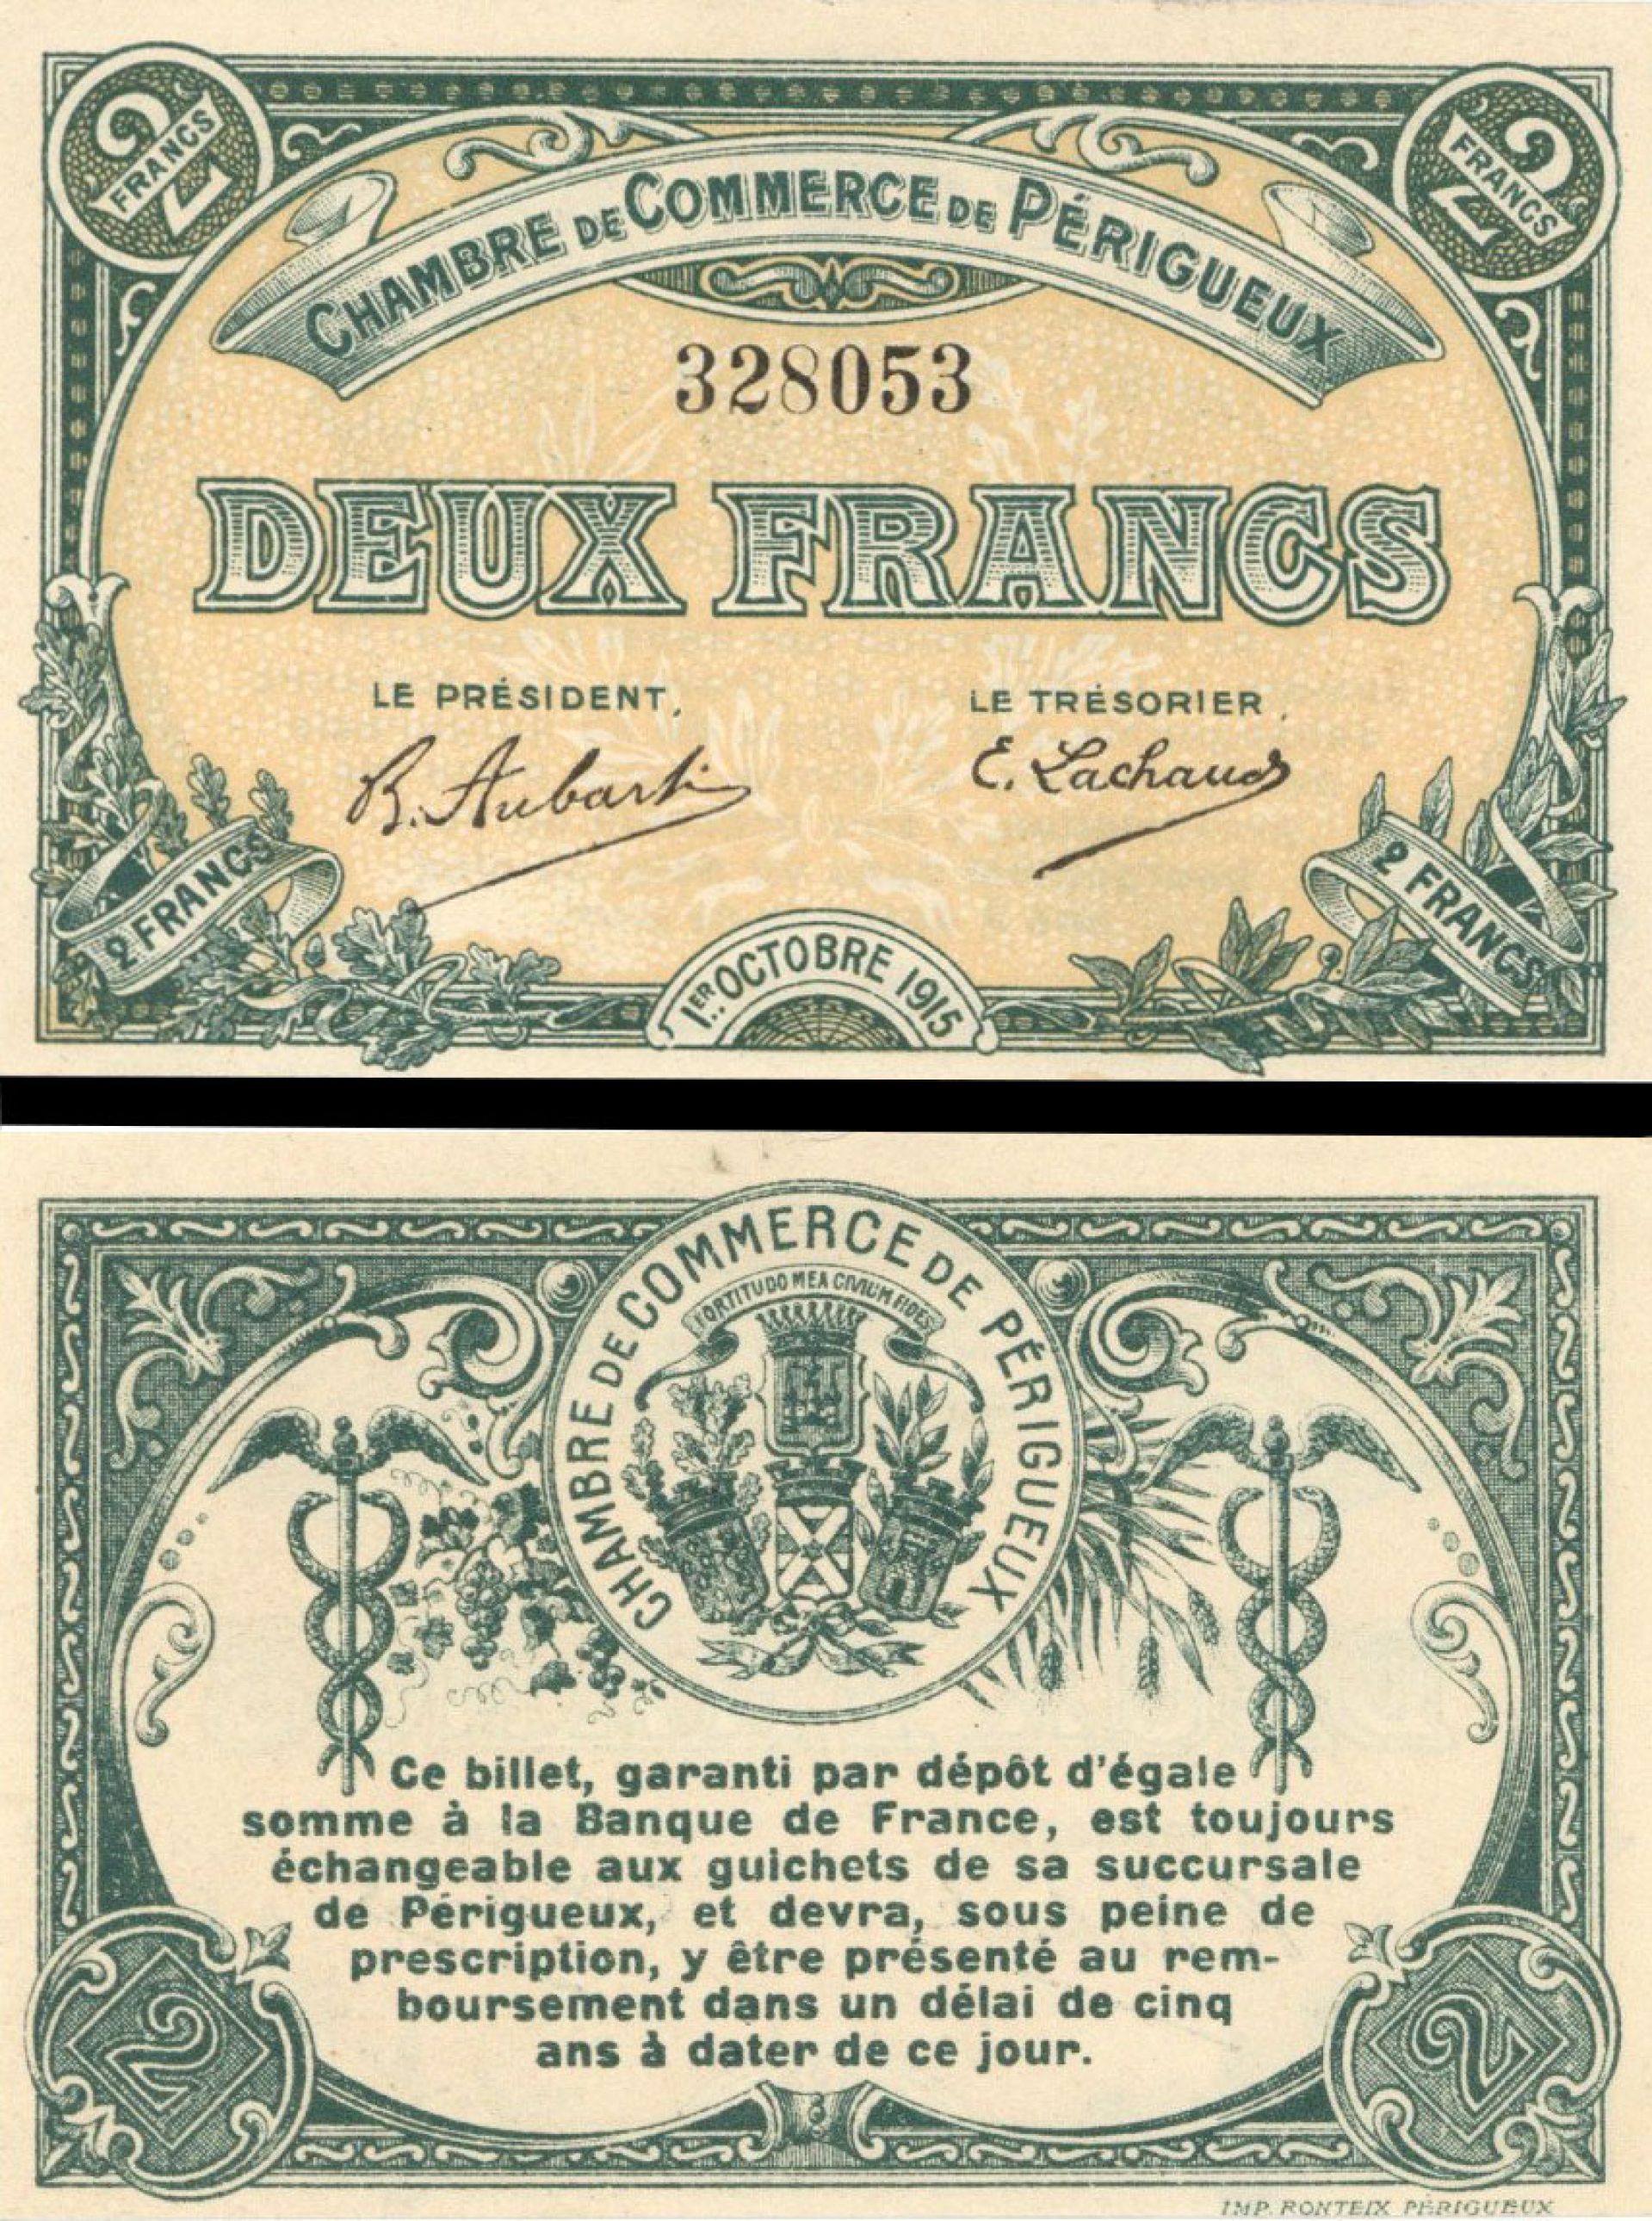 2 FRANCS
2 FRANCS
CHAMBRE DE COMMERCE DE PÉRIGUEUX
328053
DEUX FRANCS
LE PRÉSIDENT,
LE TRÉSORIER,
B. Aubarbi
E. Lachaud
2 FRANCS
2 FRANCS
1ER OCTOBRE 1915
CHAMBRE DE COMMERCE DE PÉRIGUEUX
FORTITUDO MEA CIVIUM FIDES
Ce billet, garanti par dépôt d'égale
somme à la Banque de France, est toujours
échangeable aux guichets de sa succursale
de Périgueux, et devra, sous peine de
prescription, y être présenté au rem-
boursement dans un délai de cinq
ans à dater de ce jour.
2
2
IMP. RONTEIX PÉRIGUEUX